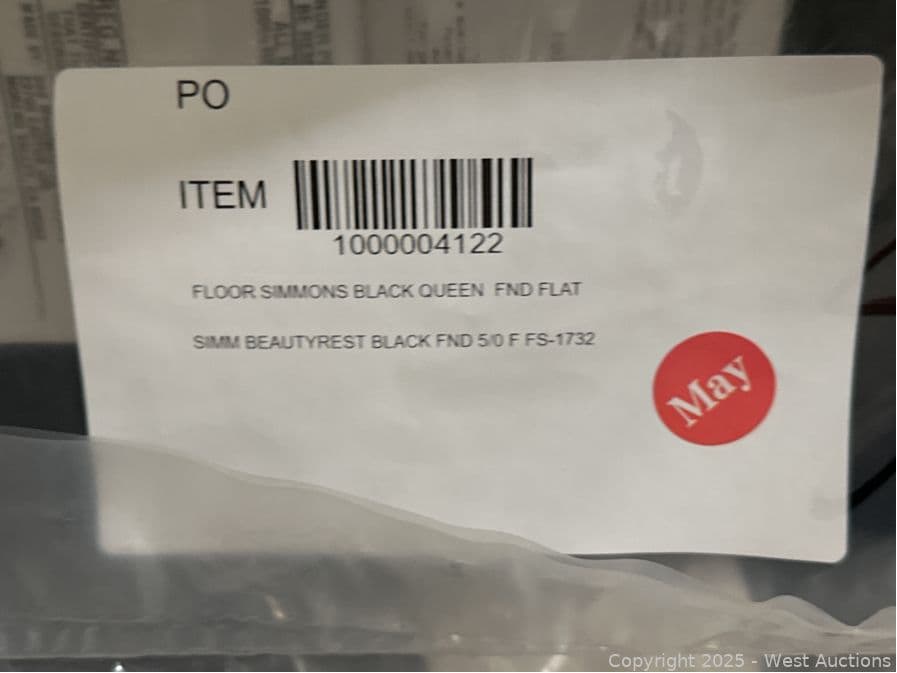 PO
ITEM
1000004122
FLOOR SIMMONS BLACK QUEEN FND FLAT
SIMM BEAUTYREST BLACK FND 5/0 F FS-1732
May
Copyright 2025 - West Auctions